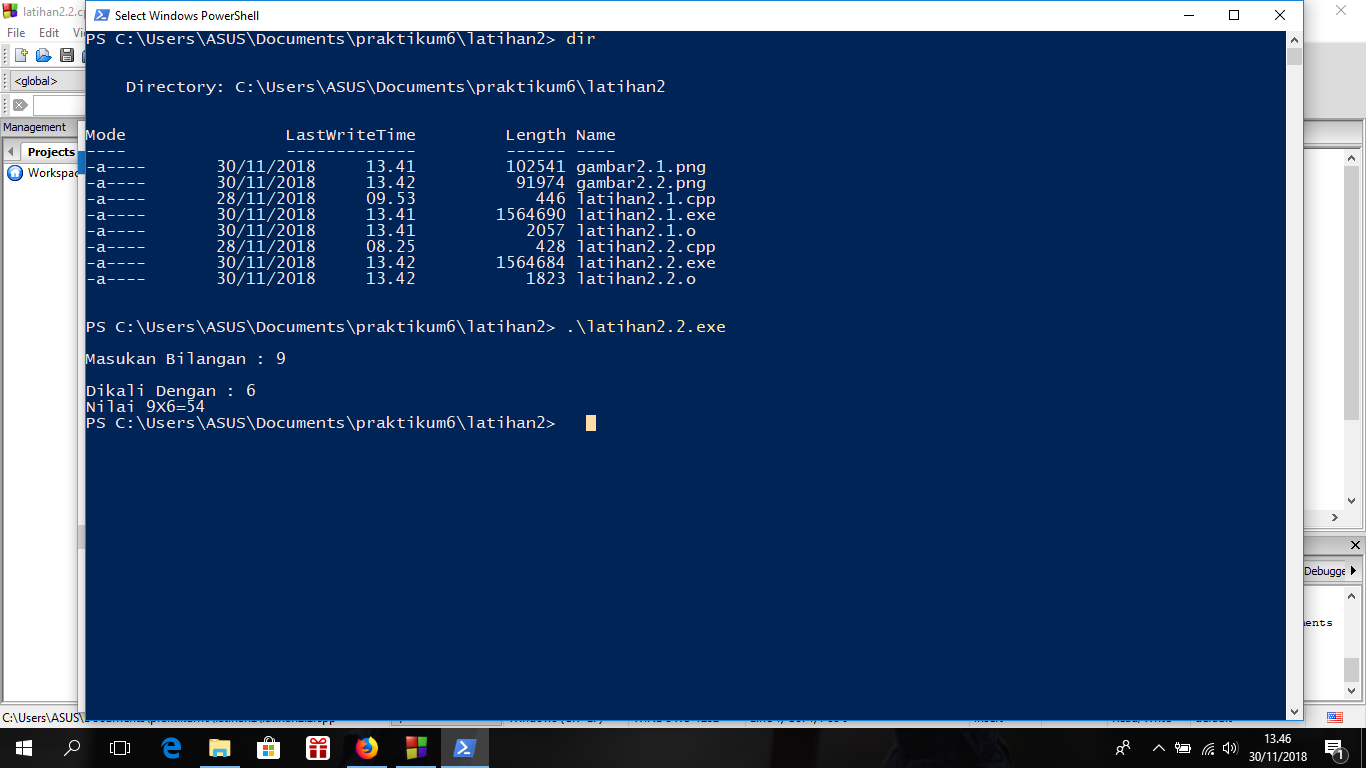 latihan2.2.c
Select Windows PowerShell
File Edit Vi
<global>
Management
Projects
Workspac
PS C:\Users\ASUS\Documents\praktikum6\latihan2> dir
Directory: C:\Users\ASUS\Documents\praktikum6\latihan2
Mode LastWriteTime Length Name
---- ------------- ------ ----
-a---- 30/11/2018 13.41 102541 gambar2.1.png
-a---- 30/11/2018 13.42 91974 gambar2.2.png
-a---- 28/11/2018 09.53 446 latihan2.1.cpp
-a---- 30/11/2018 13.41 1564690 latihan2.1.exe
-a---- 30/11/2018 13.41 2057 latihan2.1.o
-a---- 28/11/2018 08.25 428 latihan2.2.cpp
-a---- 30/11/2018 13.42 1564684 latihan2.2.exe
-a---- 30/11/2018 13.42 1823 latihan2.2.o
PS C:\Users\ASUS\Documents\praktikum6\latihan2> .\latihan2.2.exe
Masukan Bilangan : 9
Dikali Dengan : 6
Nilai 9X6=54
PS C:\Users\ASUS\Documents\praktikum6\latihan2>
Debugge
ments
C:\Users\ASUS
13.46
30/11/2018
1